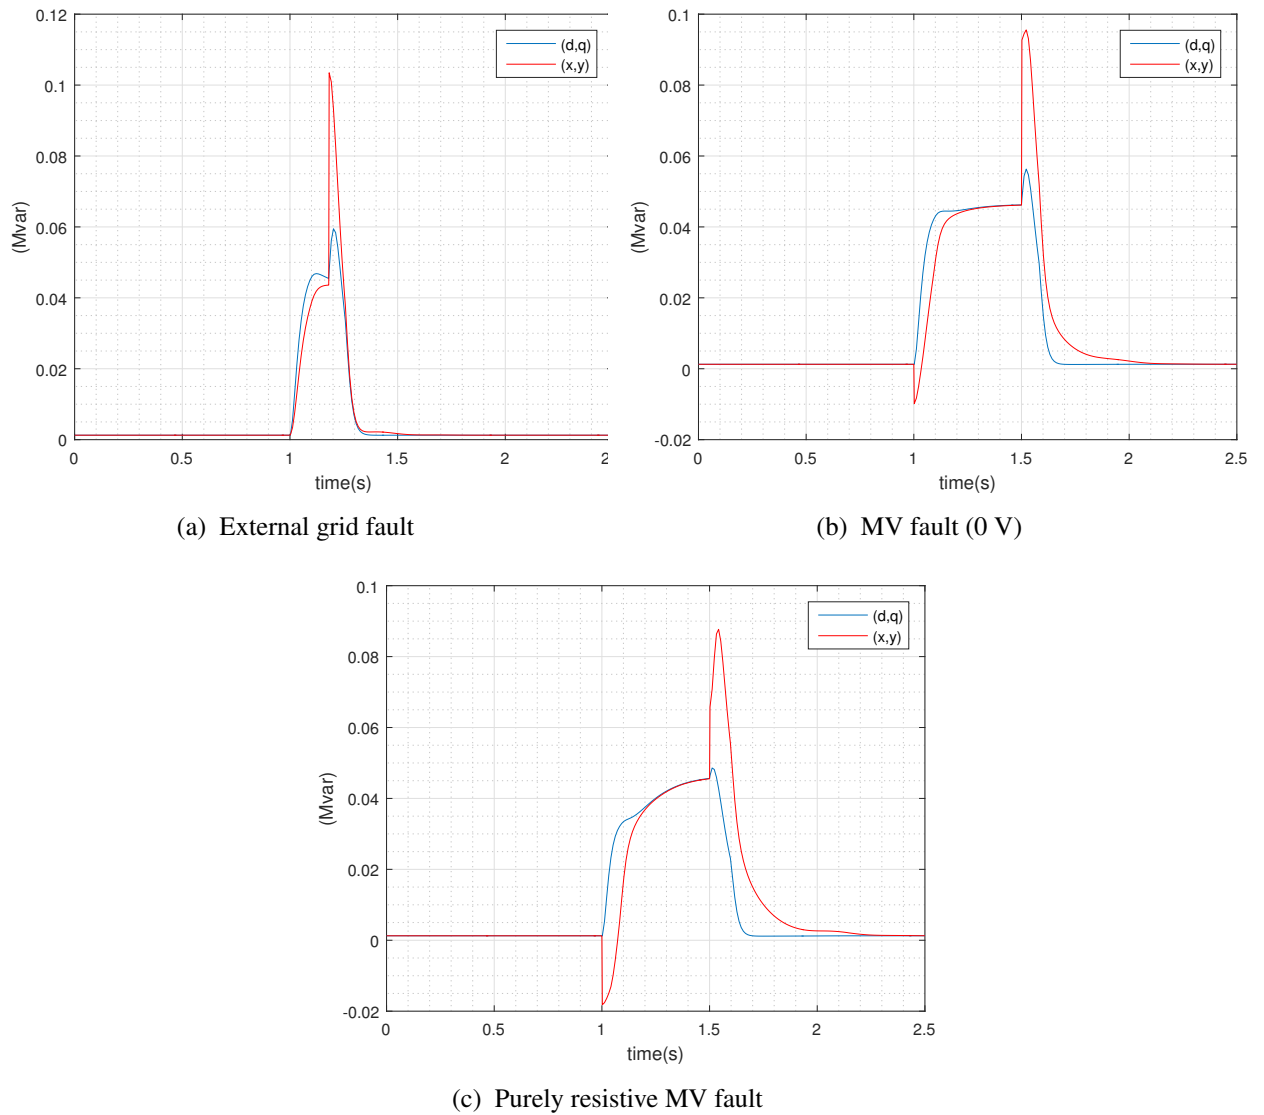 0.12
0.1
0.08
0.06
0.04
0.02
0
(Mvar)
0 0.5 1 1.5 2 2
time(s)
(d,q)
(x,y)
(a) External grid fault
0.1
0.08
0.06
0.04
0.02
0
-0.02
(Mvar)
0 0.5 1 1.5 2 2.5
time(s)
(d,q)
(x,y)
(b) MV fault (0 V)
0.1
0.08
0.06
0.04
0.02
0
-0.02
(Mvar)
0 0.5 1 1.5 2 2.5
time(s)
(d,q)
(x,y)
(c) Purely resistive MV fault